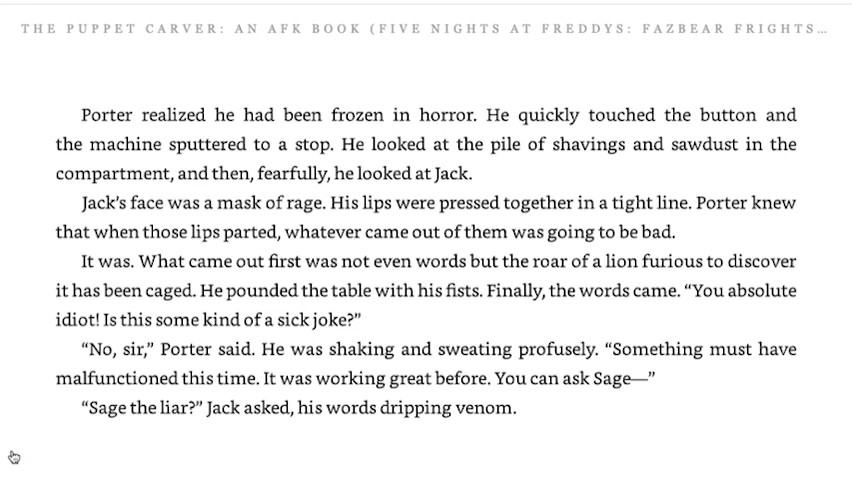 THE PUPPET CARVER: AN AFK BOOK (FIVE NIGHTS AT FREDDYS: FAZBEAR FRIGHTS…
Porter realized he had been frozen in horror. He quickly touched the button and
the machine sputtered to a stop. He looked at the pile of shavings and sawdust in the
compartment, and then, fearfully, he looked at Jack.
Jack’s face was a mask of rage. His lips were pressed together in a tight line. Porter knew
that when those lips parted, whatever came out of them was going to be bad.
It was. What came out first was not even words but the roar of a lion furious to discover
it has been caged. He pounded the table with his fists. Finally, the words came. “You absolute
idiot! Is this some kind of a sick joke?”
“No, sir,” Porter said. He was shaking and sweating profusely. “Something must have
malfunctioned this time. It was working great before. You can ask Sage—”
“Sage the liar?” Jack asked, his words dripping venom.